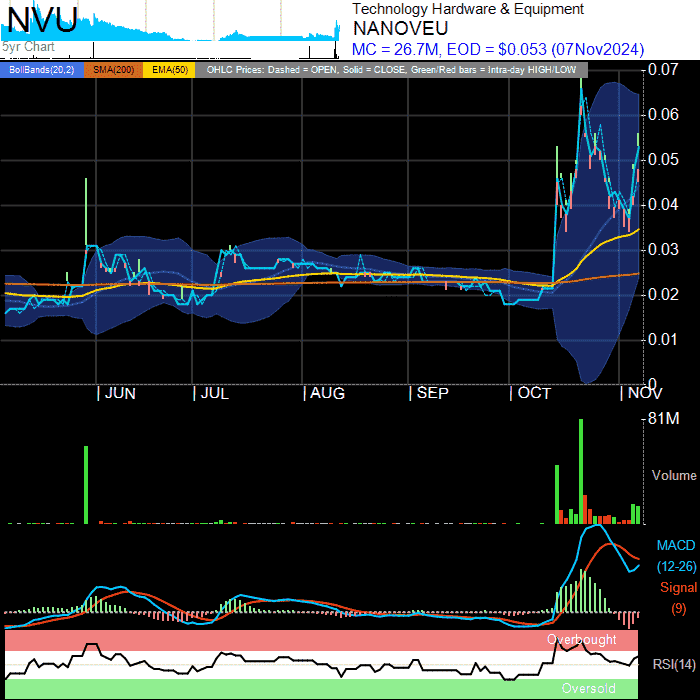 NVU
5yr Chart
Technology Hardware & Equipment
NANOVEU
MC = 26.7M, EOD = $0.053 (07Nov2024)
BollBands(20,2) SMA(200) EMA(50) OHLC Prices: Dashed = OPEN, Solid = CLOSE, Green/Red bars = Intra-day HIGH/LOW
0.07
0.06
0.05
0.04
0.03
0.02
0.01
0
JUN JUL AUG SEP OCT NOV
81M
Volume
MACD
(12-26)
Signal
(9)
Overbought
RSI(14)
Oversold